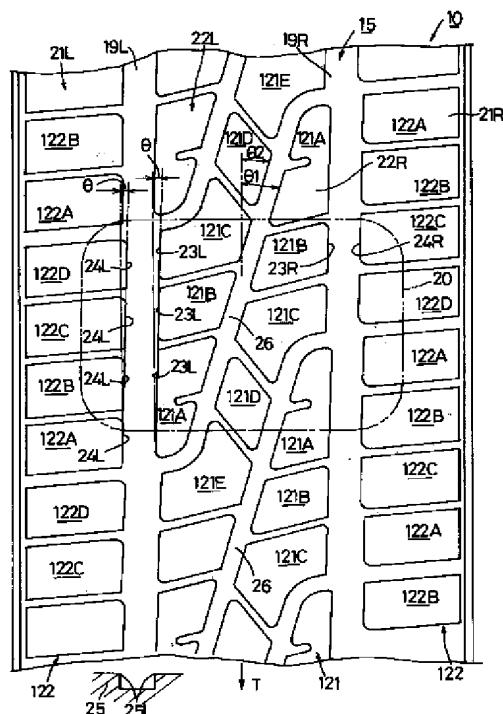 19L 19R 15 10
21L 22L 121E
122B 121D 121A 122A 21R
θ θ2
θ θ1 22R 122B
122A 121C 122C
24R
24L 23L 121B 23R 20
122D 121B 122D
24L 23L 26 121C
122C 122A
24L 23L
122B 121D 122B
121A 121A
122A
24L 122C
121E 121B
122D 122A
121C
122C 26 122B
122 25 T 121 122
25